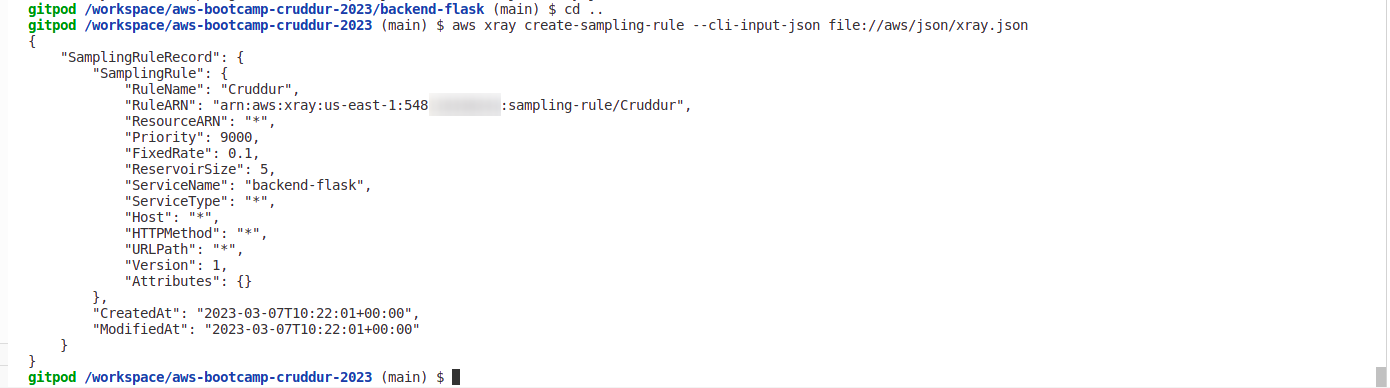 gitpod /workspace/aws-bootcamp-cruddur-2023/backend-flask (main) $ cd ..
gitpod /workspace/aws-bootcamp-cruddur-2023 (main) $ aws xray create-sampling-rule --cli-input-json file://aws/json/xray.json
{
    "SamplingRuleRecord": {
        "SamplingRule": {
            "RuleName": "Cruddur",
            "RuleARN": "arn:aws:xray:us-east-1:548 :sampling-rule/Cruddur",
            "ResourceARN": "*",
            "Priority": 9000,
            "FixedRate": 0.1,
            "ReservoirSize": 5,
            "ServiceName": "backend-flask",
            "ServiceType": "*",
            "Host": "*",
            "HTTPMethod": "*",
            "URLPath": "*",
            "Version": 1,
            "Attributes": {}
        },
        "CreatedAt": "2023-03-07T10:22:01+00:00",
        "ModifiedAt": "2023-03-07T10:22:01+00:00"
    }
}
gitpod /workspace/aws-bootcamp-cruddur-2023 (main) $